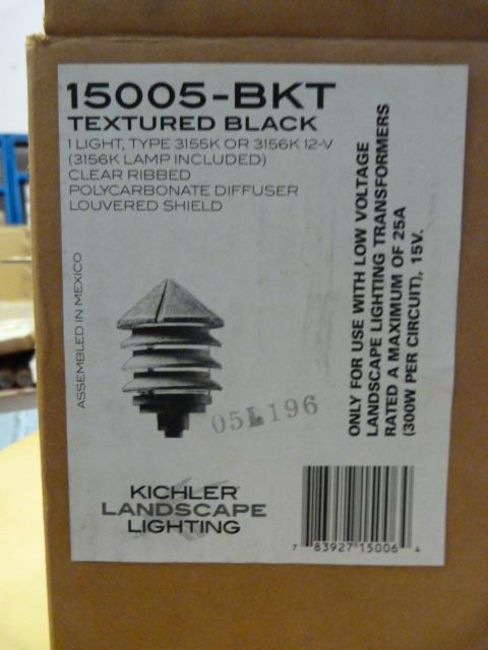 15005-BKT
TEXTURED BLACK
1 LIGHT, TYPE 3155K OR 3156K 12-V
(3156K LAMP INCLUDED)
CLEAR RIBBED
POLYCARBONATE DIFFUSER
LOUVERED SHIELD
ASSEMBLED IN MEXICO
ONLY FOR USE WITH LOW VOLTAGE
LANDSCAPE LIGHTING TRANSFORMERS
RATED A MAXIMUM OF 25A
(300W PER CIRCUIT), 15V.
05L196
KICHLER
LANDSCAPE
LIGHTING
7 83927 15006 4